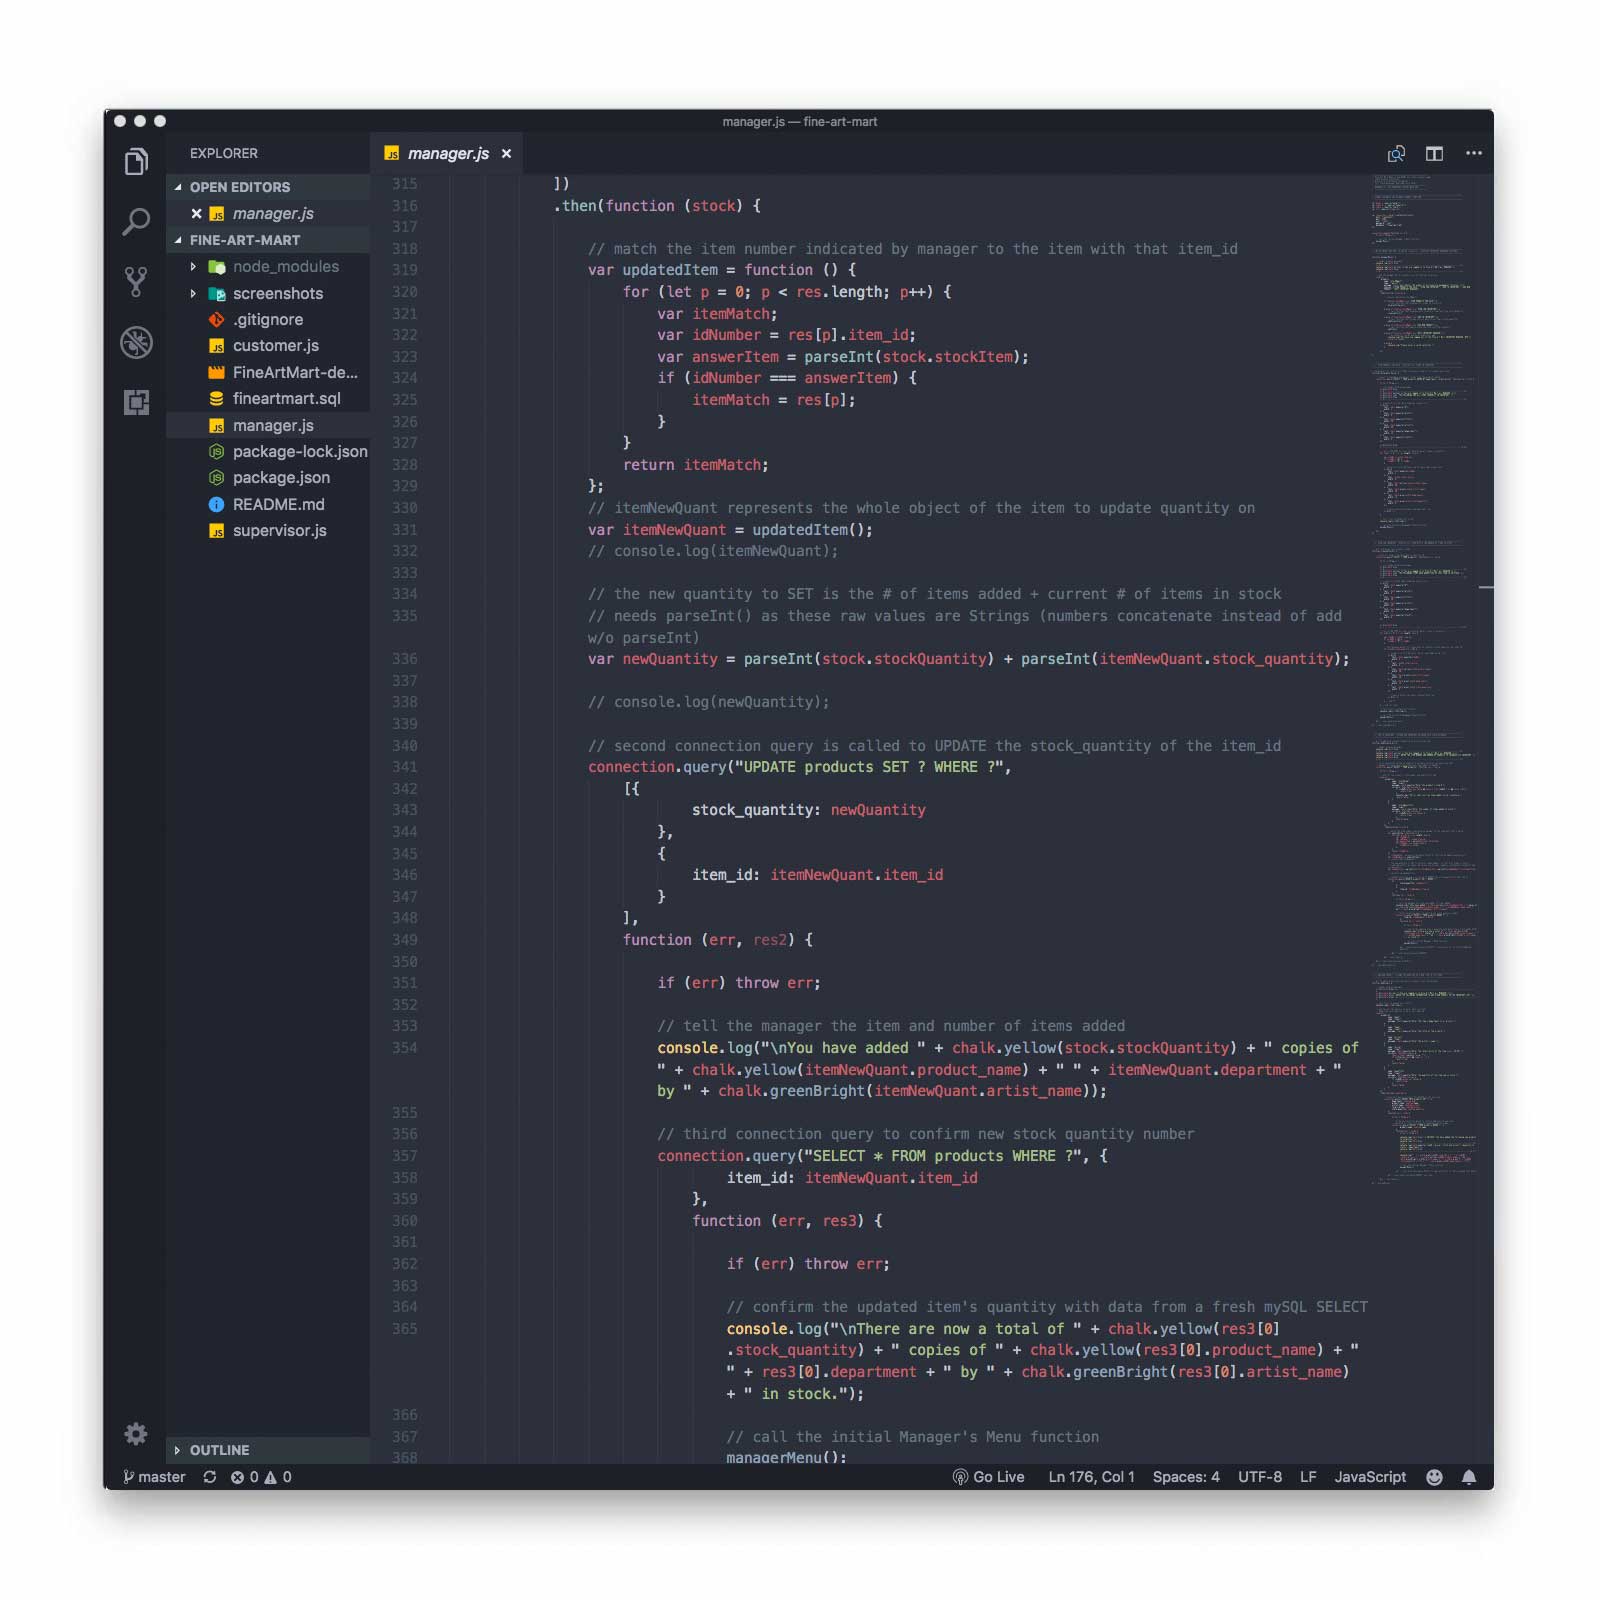 manager.js — fine-art-mart
EXPLORER
OPEN EDITORS
manager.js
FINE-ART-MART
node_modules
screenshots
.gitignore
customer.js
FineArtMart-de...
fineartmart.sql
manager.js
package-lock.json
package.json
README.md
supervisor.js
OUTLINE
manager.js
315 ])
316 .then(function (stock) {
317
318 // match the item number indicated by manager to the item with that item_id
319 var updatedItem = function () {
320 for (let p = 0; p < res.length; p++) {
321 var itemMatch;
322 var idNumber = res[p].item_id;
323 var answerItem = parseInt(stock.stockItem);
324 if (idNumber === answerItem) {
325 itemMatch = res[p];
326 }
327 }
328 return itemMatch;
329 };
330 // itemNewQuant represents the whole object of the item to update quantity on
331 var itemNewQuant = updatedItem();
332 // console.log(itemNewQuant);
333
334 // the new quantity to SET is the # of items added + current # of items in stock
335 // needs parseInt() as these raw values are Strings (numbers concatenate instead of add
w/o parseInt)
336 var newQuantity = parseInt(stock.stockQuantity) + parseInt(itemNewQuant.stock_quantity);
337
338 // console.log(newQuantity);
339
340 // second connection query is called to UPDATE the stock_quantity of the item_id
341 connection.query("UPDATE products SET ? WHERE ?",
342 [{
343 stock_quantity: newQuantity
344 },
345 {
346 item_id: itemNewQuant.item_id
347 }
348 ],
349 function (err, res2) {
350
351 if (err) throw err;
352
353 // tell the manager the item and number of items added
354 console.log("\nYou have added " + chalk.yellow(stock.stockQuantity) + " copies of
" + chalk.yellow(itemNewQuant.product_name) + " " + itemNewQuant.department + "
by " + chalk.greenBright(itemNewQuant.artist_name));
355
356 // third connection query to confirm new stock quantity number
357 connection.query("SELECT * FROM products WHERE ?", {
358 item_id: itemNewQuant.item_id
359 },
360 function (err, res3) {
361
362 if (err) throw err;
363
364 // confirm the updated item's quantity with data from a fresh mySQL SELECT
365 console.log("\nThere are now a total of " + chalk.yellow(res3[0]
.stock_quantity) + " copies of " + chalk.yellow(res3[0].product_name) + "
" + res3[0].department + " by " + chalk.greenBright(res3[0].artist_name)
+ " in stock.");
366
367 // call the initial Manager's Menu function
368 managerMenu();
master 0 0 Go Live Ln 176, Col 1 Spaces: 4 UTF-8 LF JavaScript